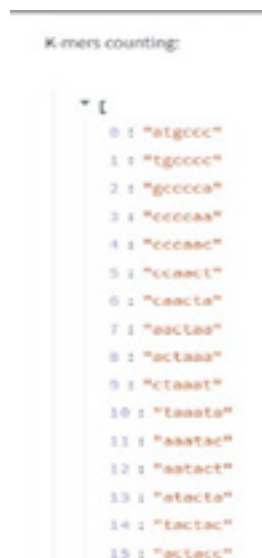 K-mers counting:
[
0 : "atgccc"
1 : "tgcccc"
2 : "gcccca"
3 : "ccccaa"
4 : "cccaac"
5 : "ccaact"
6 : "caacta"
7 : "aactaa"
8 : "actaaa"
9 : "ctaaat"
10 : "taaata"
11 : "aaatac"
12 : "aatact"
13 : "atacta"
14 : "tactac"
15 : "actacc"